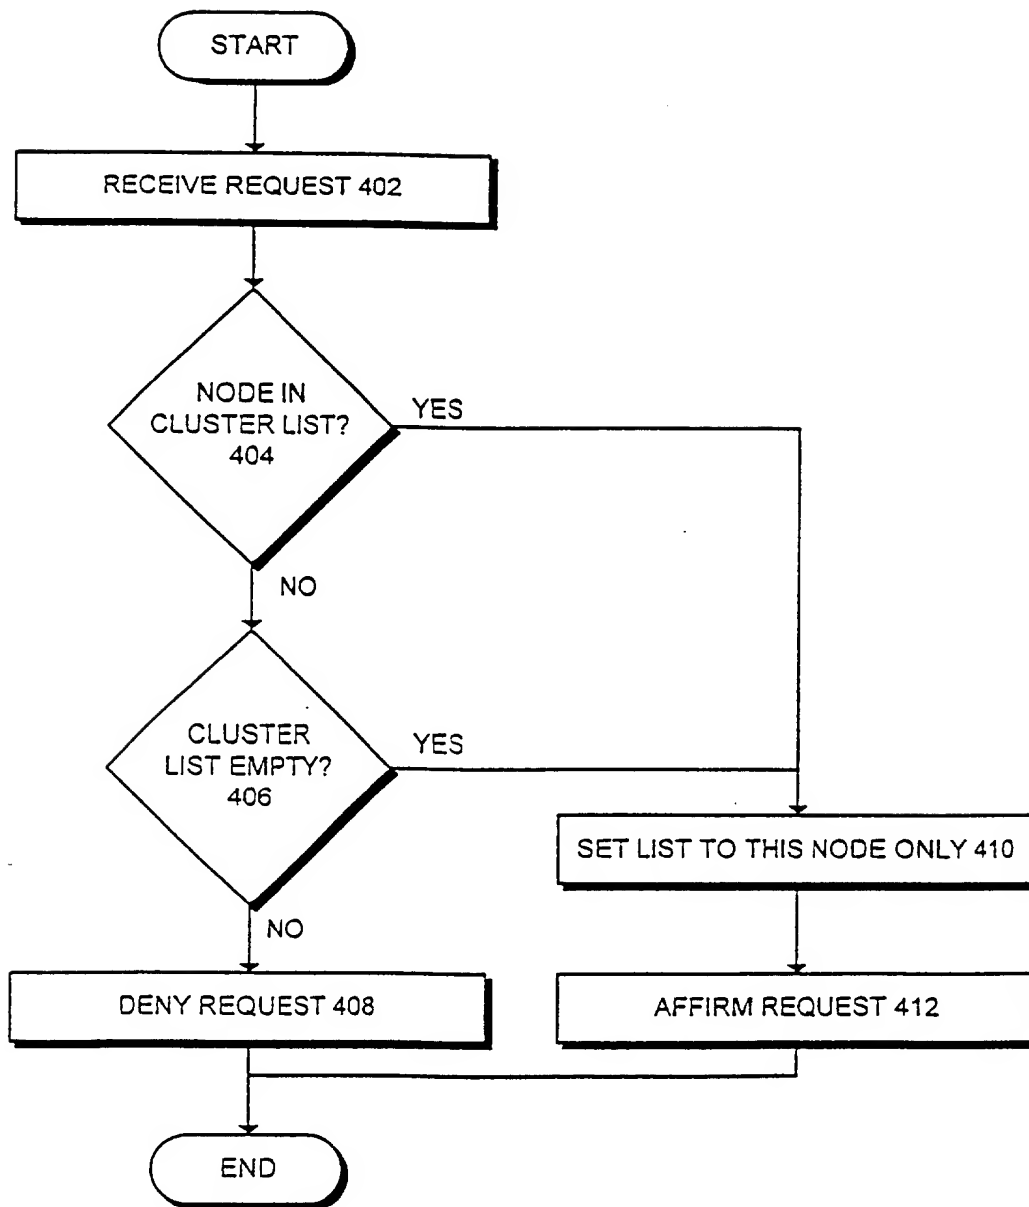 START
RECEIVE REQUEST 402
NODE IN
CLUSTER LIST?
404
YES
NO
CLUSTER
LIST EMPTY?
406
YES
NO
SET LIST TO THIS NODE ONLY 410
DENY REQUEST 408
AFFIRM REQUEST 412
END